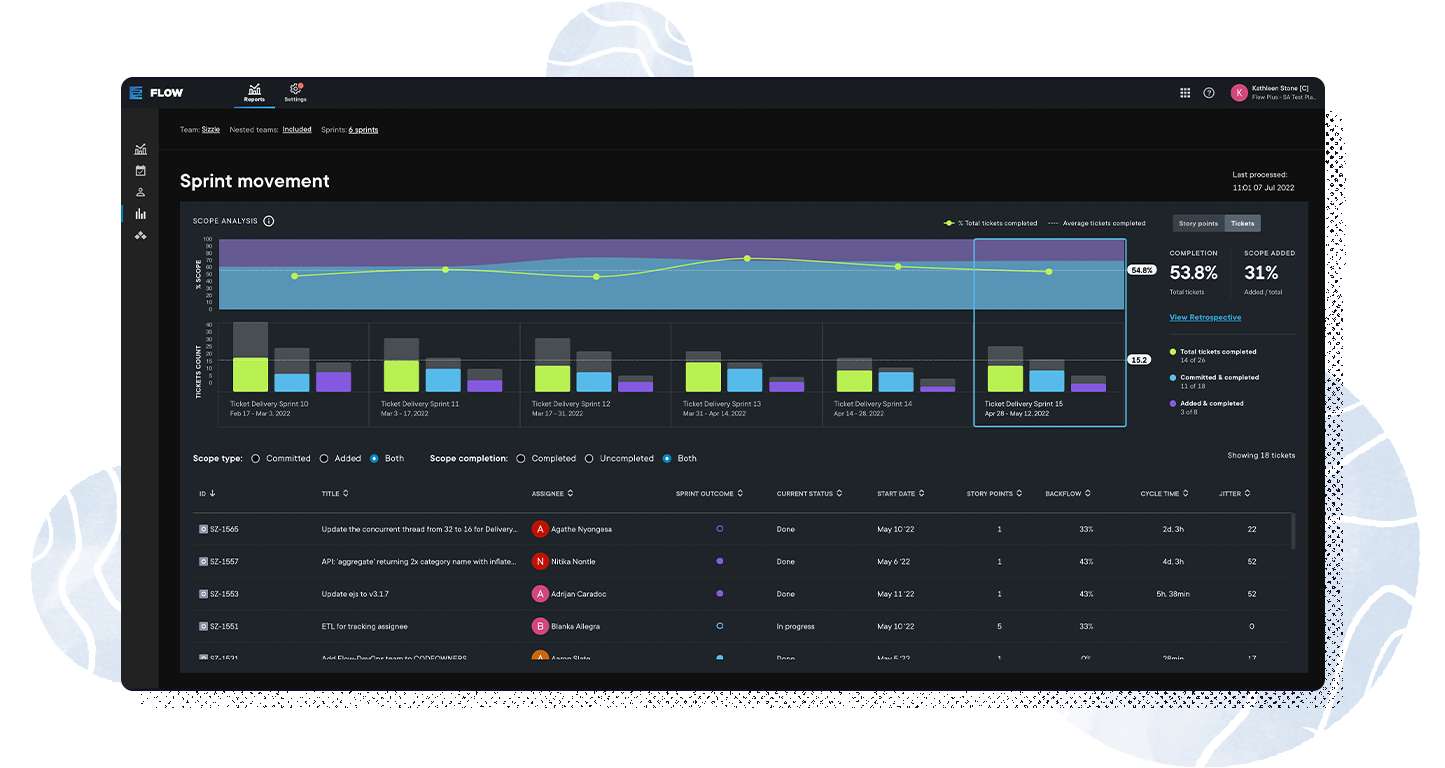 FLOW
Reports
Settings
Kathleen Stone [C]
Flow Plus - SA Test Pla...
K
Team: Sizzle Nested teams: Included Sprints: 6 sprints
Sprint movement
Last processed:
11:01 07 Jul 2022
SCOPE ANALYSIS
% Total tickets completed
Average tickets completed
Story points
Tickets
% SCOPE
100
90
80
70
60
50
40
30
20
10
0
54.8%
COMPLETION
53.8%
Total tickets
SCOPE ADDED
31%
Added / total
View Retrospective
TICKETS COUNT
40
35
30
25
20
15
10
5
0
15.2
Total tickets completed
14 of 26
Committed & completed
11 of 18
Added & completed
3 of 8
Ticket Delivery Sprint 10
Feb 17 - Mar 3, 2022
Ticket Delivery Sprint 11
Mar 3 - 17, 2022
Ticket Delivery Sprint 12
Mar 17 - 31, 2022
Ticket Delivery Sprint 13
Mar 31 - Apr 14, 2022
Ticket Delivery Sprint 14
Apr 14 - 28, 2022
Ticket Delivery Sprint 15
Apr 28 - May 12, 2022
Scope type: Committed Added Both Scope completion: Completed Uncompleted Both
Showing 18 tickets
ID TITLE ASSIGNEE SPRINT OUTCOME CURRENT STATUS START DATE STORY POINTS BACKFLOW CYCLE TIME JITTER
SZ-1565 Update the concurrent thread from 32 to 16 for Delivery... A Agathe Nyongesa Done May 10 '22 1 33% 2d, 3h 22
SZ-1557 API: 'aggregate' returning 2x category name with inflate... N Nitika Nontle Done May 6 '22 1 43% 4d, 3h 52
SZ-1553 Update ejs to v3.1.7 A Adrijan Caradoc Done May 11 '22 1 43% 5h, 38min 52
SZ-1551 ETL for tracking assignee B Blanka Allegra In progress May 10 '22 5 33% 0
SZ-1531 Add Flow-DevOps team to CODEOWNERS A Aaron Slate Done May 5 '22 1 0% 28min 17